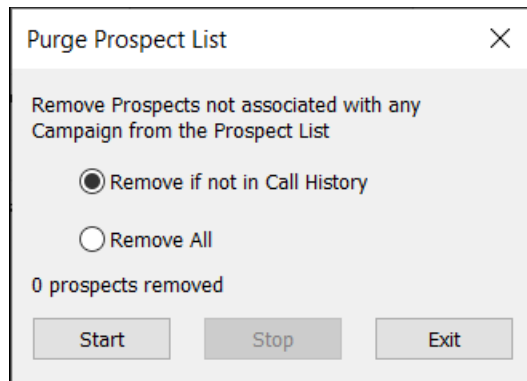 Purge Prospect List
Remove Prospects not associated with any
Campaign from the Prospect List
Remove if not in Call History
Remove All
0 prospects removed
Start Stop Exit